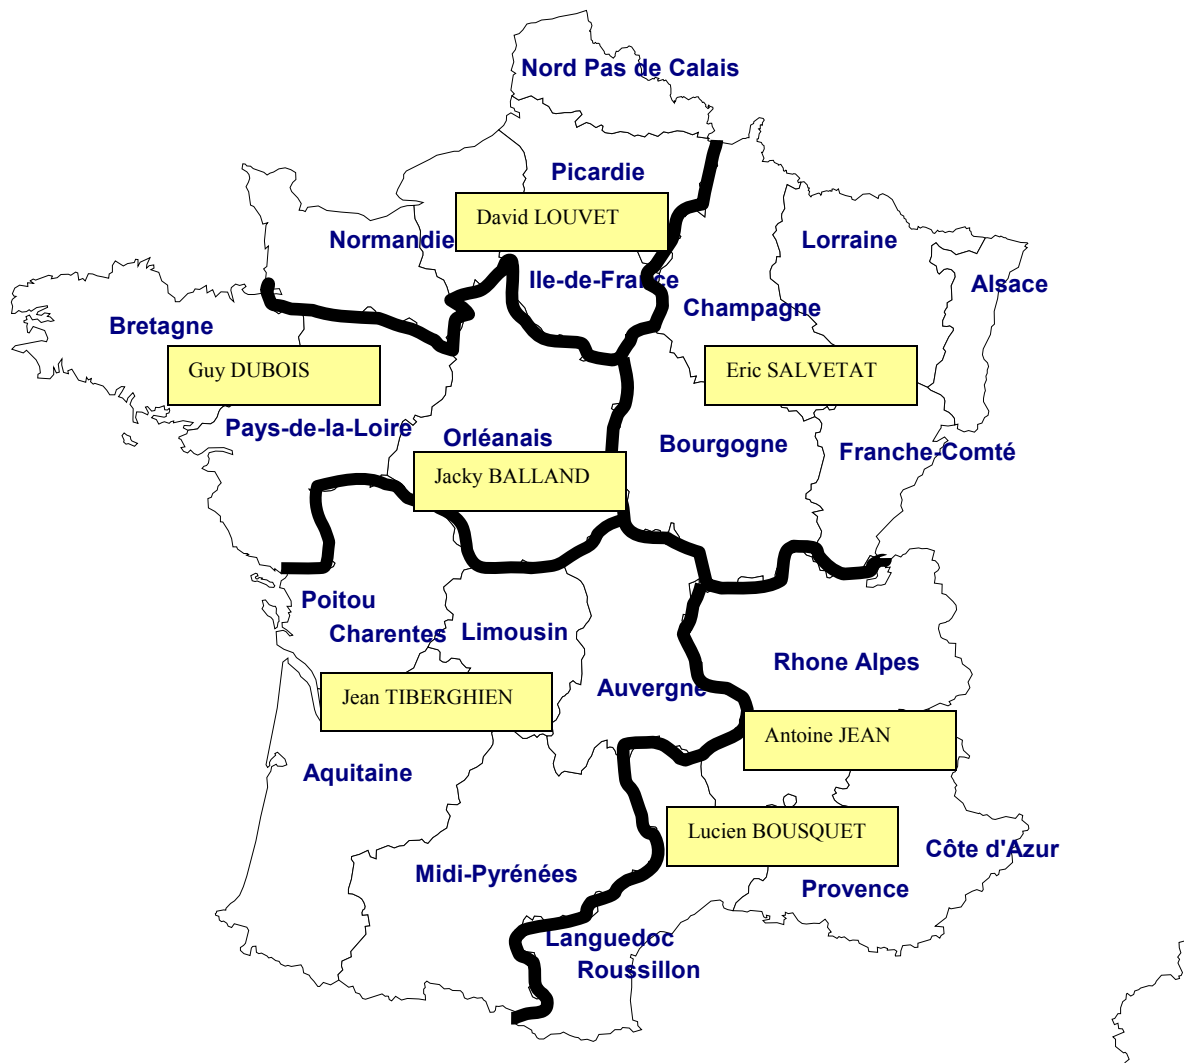 Nord Pas de Calais
Picardie
David LOUVET
Normandie
Lorraine
Ile-de-France
Alsace
Champagne
Bretagne
Guy DUBOIS
Eric SALVETAT
Pays-de-la-Loire
Orléanais
Bourgogne
Franche-Comté
Jacky BALLAND
Poitou
Charentes
Limousin
Rhone Alpes
Auvergne
Jean TIBERGHIEN
Antoine JEAN
Aquitaine
Lucien BOUSQUET
Côte d'Azur
Midi-Pyrénées
Provence
Languedoc
Roussillon